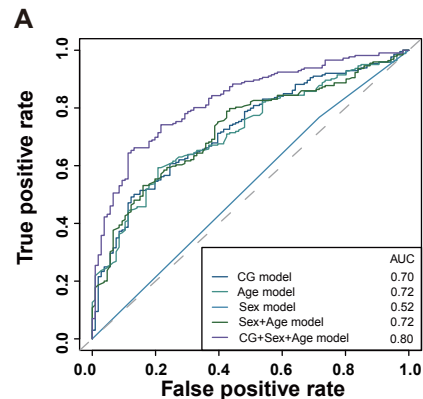 A
True positive rate
1.0
0.8
0.6
0.4
0.2
0.0
AUC
CG model 0.70
Age model 0.72
Sex model 0.52
Sex+Age model 0.72
CG+Sex+Age model 0.80
0.0 0.2 0.4 0.6 0.8 1.0
False positive rate